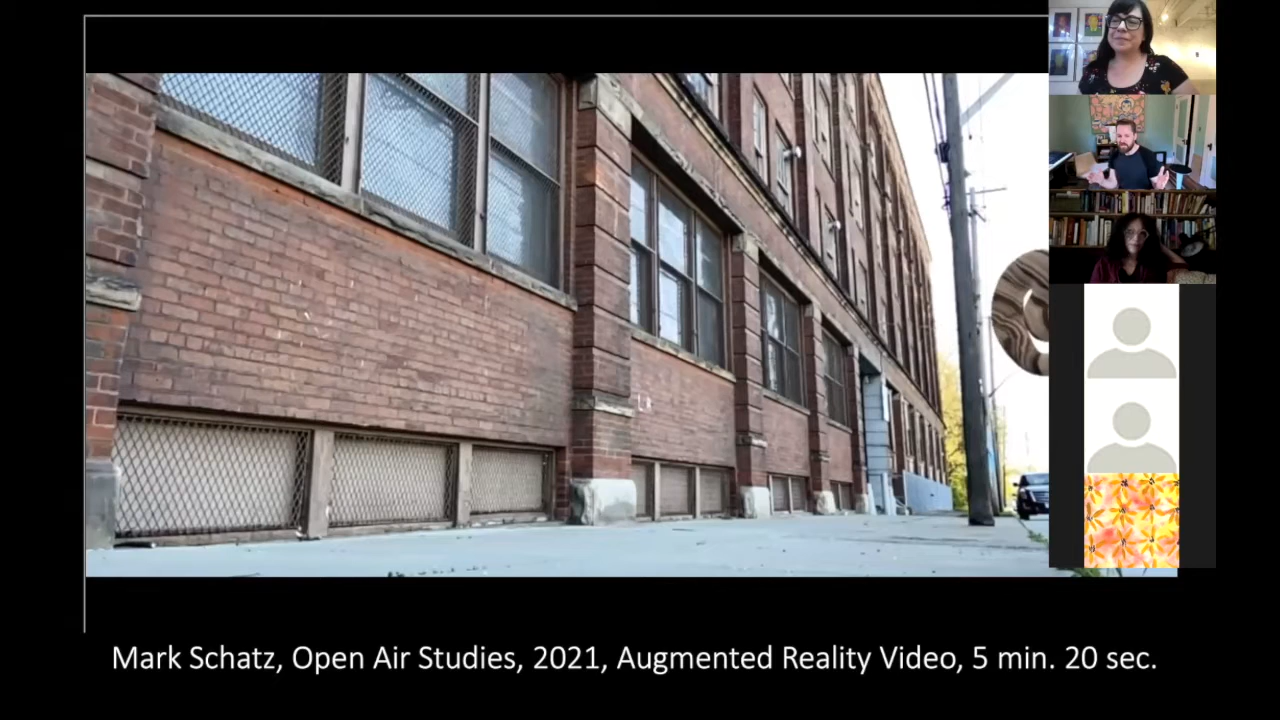 Mark Schatz, Open Air Studies, 2021, Augmented Reality Video, 5 min. 20 sec.